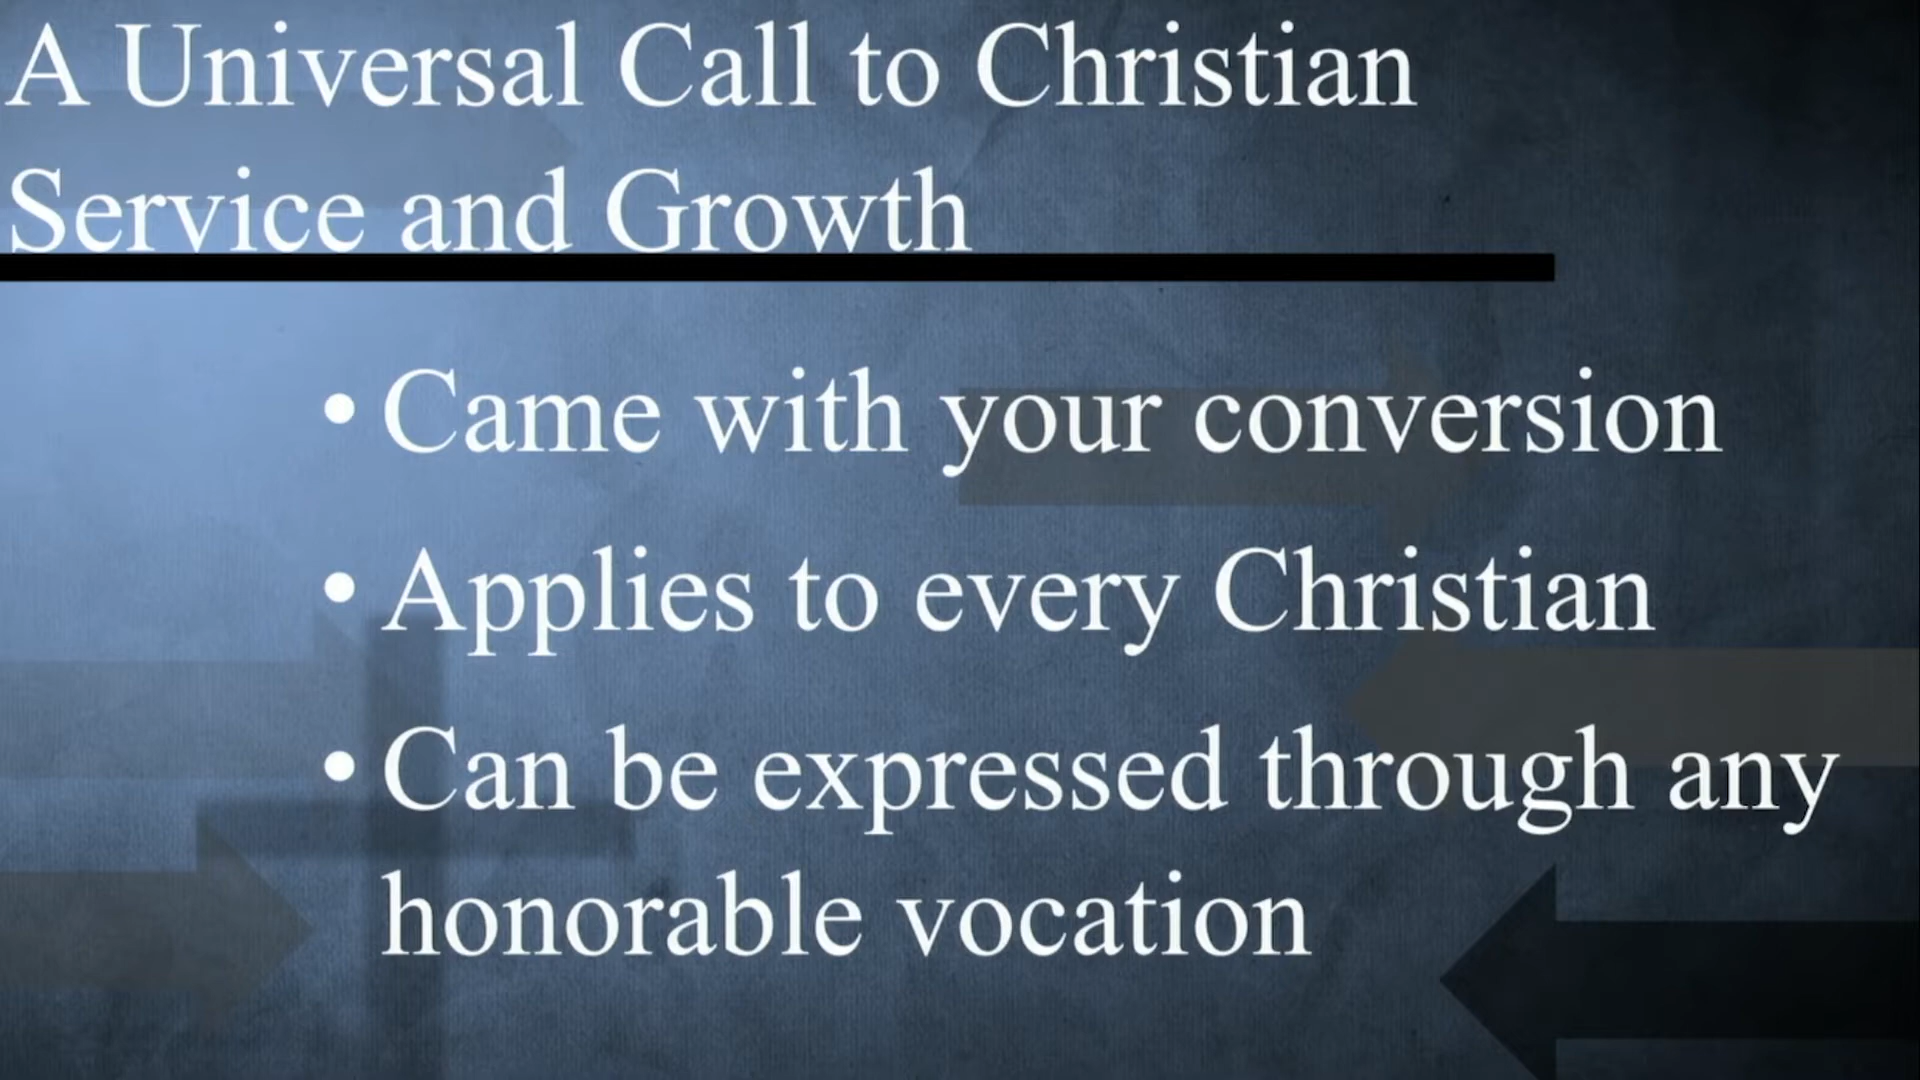 A Universal Call to Christian
Service and Growth
• Came with your conversion
• Applies to every Christian
• Can be expressed through any
honorable vocation